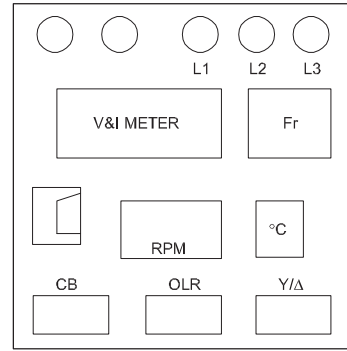 L1 L2 L3
V&I METER Fr
RPM °C
CB OLR Y/Δ